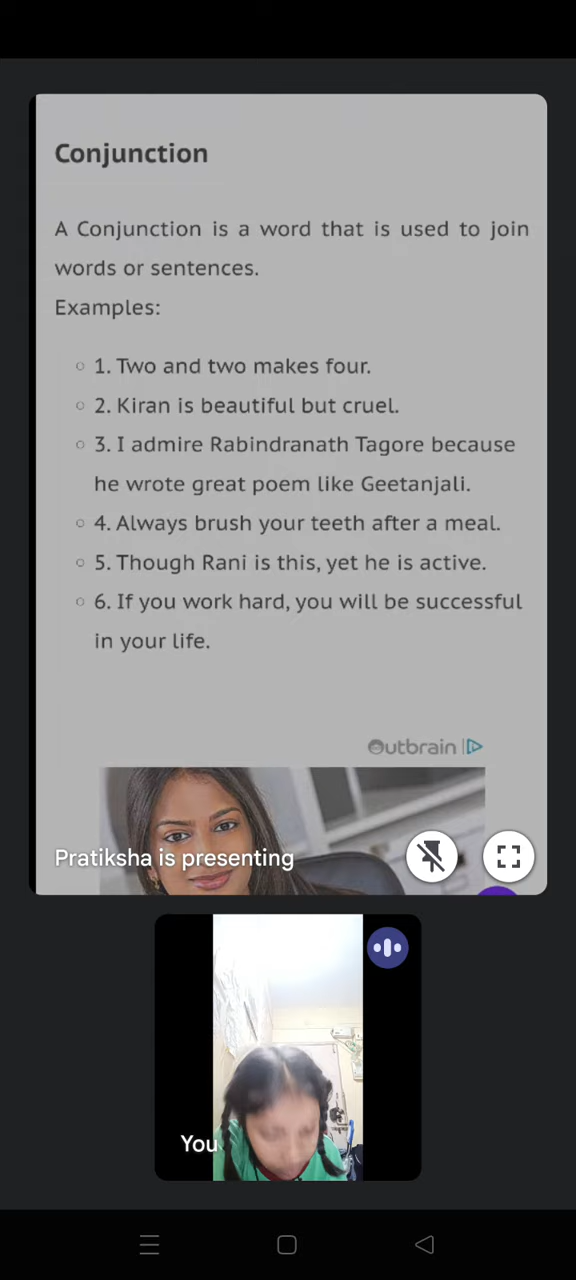 Conjunction
A Conjunction is a word that is used to join
words or sentences.
Examples:
1. Two and two makes four.
2. Kiran is beautiful but cruel.
3. I admire Rabindranath Tagore because
he wrote great poem like Geetanjali.
4. Always brush your teeth after a meal.
5. Though Rani is this, yet he is active.
6. If you work hard, you will be successful
in your life.
Outbrain
Pratiksha is presenting
You